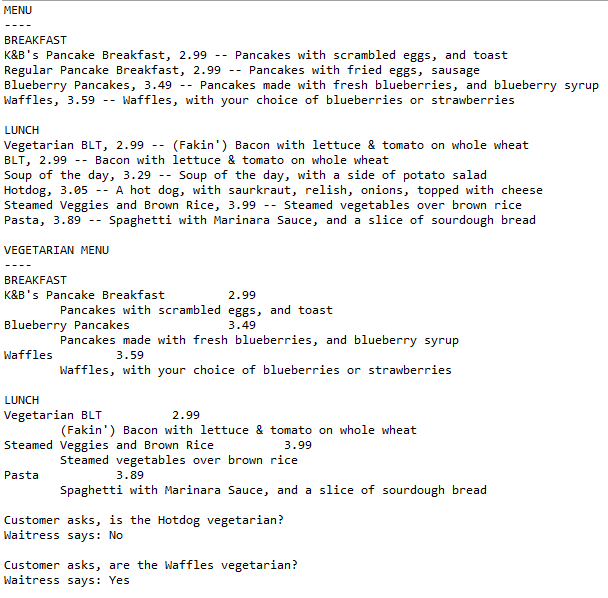 MENU
----
BREAKFAST
K&B's Pancake Breakfast, 2.99 -- Pancakes with scrambled eggs, and toast
Regular Pancake Breakfast, 2.99 -- Pancakes with fried eggs, sausage
Blueberry Pancakes, 3.49 -- Pancakes made with fresh blueberries, and blueberry syrup
Waffles, 3.59 -- Waffles, with your choice of blueberries or strawberries

LUNCH
Vegetarian BLT, 2.99 -- (Fakin') Bacon with lettuce & tomato on whole wheat
BLT, 2.99 -- Bacon with lettuce & tomato on whole wheat
Soup of the day, 3.29 -- Soup of the day, with a side of potato salad
Hotdog, 3.05 -- A hot dog, with saurkraut, relish, onions, topped with cheese
Steamed Veggies and Brown Rice, 3.99 -- Steamed vegetables over brown rice
Pasta, 3.89 -- Spaghetti with Marinara Sauce, and a slice of sourdough bread

VEGETARIAN MENU
----
BREAKFAST
K&B's Pancake Breakfast         2.99
        Pancakes with scrambled eggs, and toast
Blueberry Pancakes              3.49
        Pancakes made with fresh blueberries, and blueberry syrup
Waffles         3.59
        Waffles, with your choice of blueberries or strawberries

LUNCH
Vegetarian BLT          2.99
        (Fakin') Bacon with lettuce & tomato on whole wheat
Steamed Veggies and Brown Rice          3.99
        Steamed vegetables over brown rice
Pasta           3.89
        Spaghetti with Marinara Sauce, and a slice of sourdough bread

Customer asks, is the Hotdog vegetarian?
Waitress says: No

Customer asks, are the Waffles vegetarian?
Waitress says: Yes